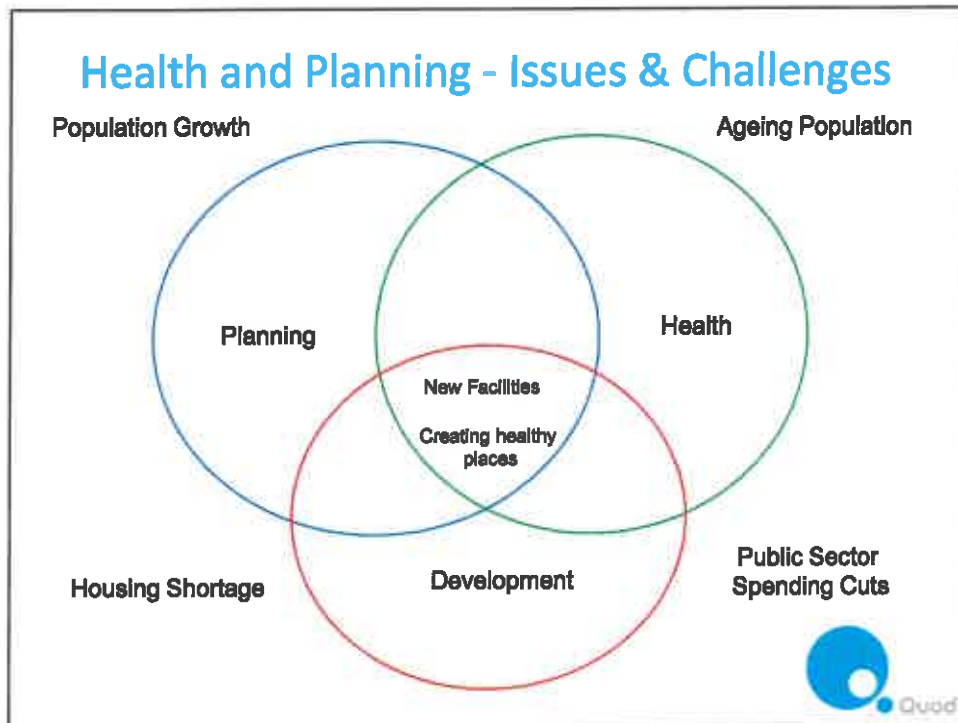 Health and Planning - Issues & Challenges
Population Growth
Ageing Population
Planning
Health
New Facilities
Creating healthy
places
Housing Shortage
Development
Public Sector
Spending Cuts
Quod